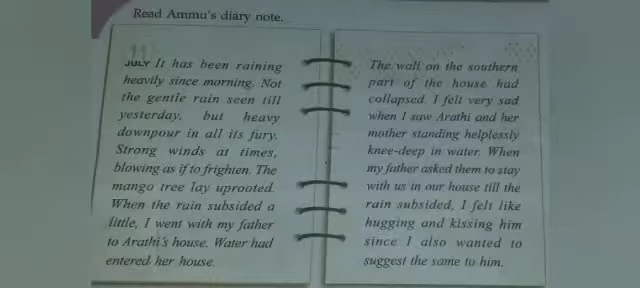 Read Ammu's diary note.
11
JULY It has been raining
heavily since morning. Not
the gentle rain seen till
yesterday, but heavy
downpour in all its fury.
Strong winds at times,
blowing as if to frighten. The
mango tree lay uprooted.
When the rain subsided a
little, I went with my father
to Arathi's house. Water had
entered her house.
The wall on the southern
part of the house had
collapsed. I felt very sad
when I saw Arathi and her
mother standing helplessly
knee-deep in water. When
my father asked them to stay
with us in our house till the
rain subsided, I felt like
hugging and kissing him
since I also wanted to
suggest the same to him.